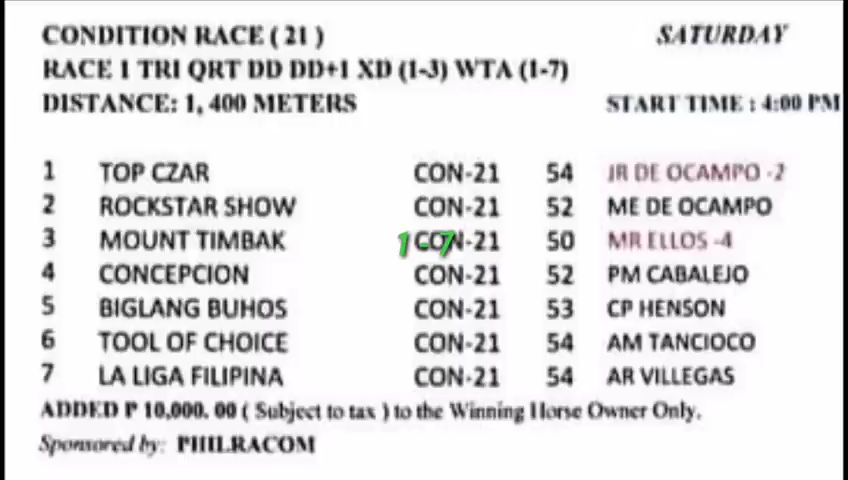 CONDITION RACE ( 21 ) SATURDAY
RACE 1 TRI QRT DD DD+1 XD (1-3) WTA (1-7)
DISTANCE: 1, 400 METERS START TIME : 4:00 PM
1 TOP CZAR CON-21 54 JR DE OCAMPO -2
2 ROCKSTAR SHOW CON-21 52 ME DE OCAMPO
3 MOUNT TIMBAK CON-21 50 MR ELLOS -4
1 - 7
4 CONCEPCION CON-21 52 PM CABALEJO
5 BIGLANG BUHOS CON-21 53 CP HENSON
6 TOOL OF CHOICE CON-21 54 AM TANCIOCO
7 LA LIGA FILIPINA CON-21 54 AR VILLEGAS
ADDED P 10,000. 00 ( Subject to tax ) to the Winning Horse Owner Only.
Sponsored by: PHILRACOM